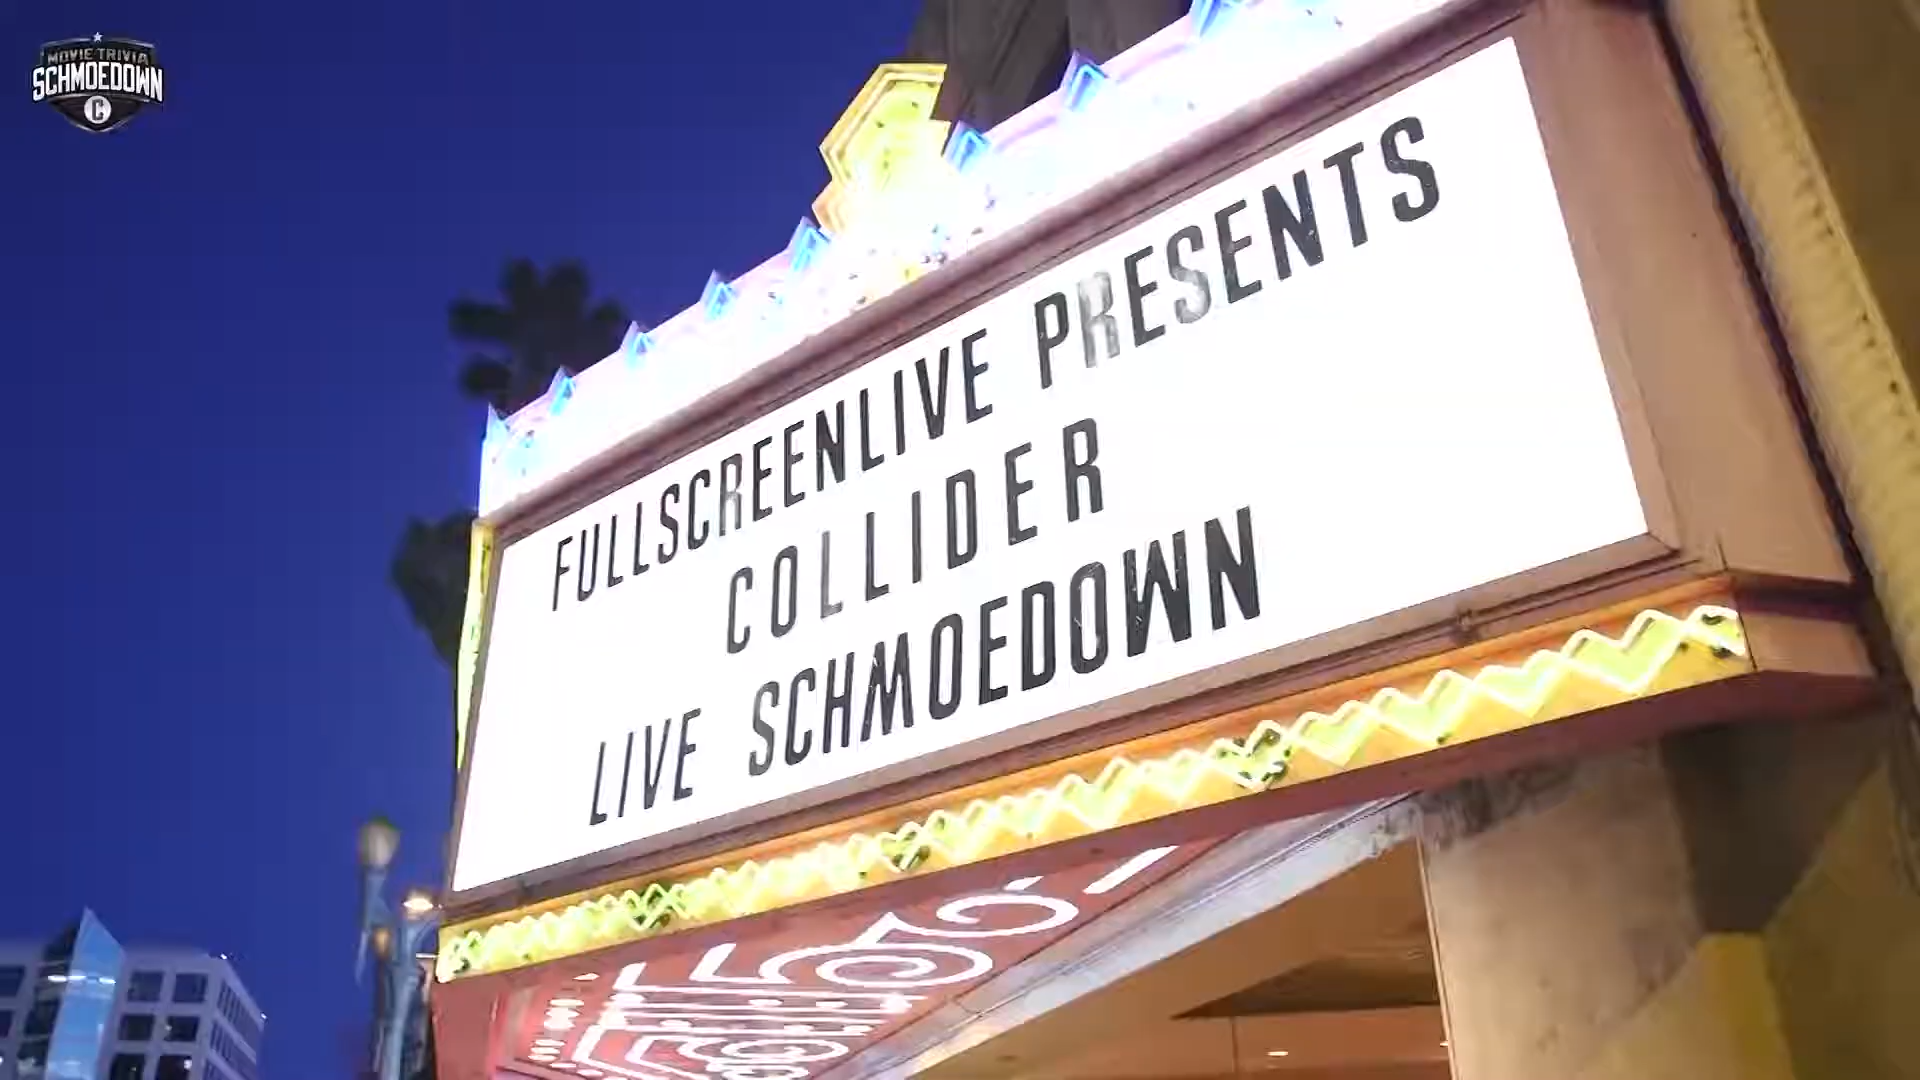 MOVIE TRIVIA
SCHMOEDOWN
C
FULLSCREENLIVE PRESENTS
COLLIDER
LIVE SCHMOEDOWN